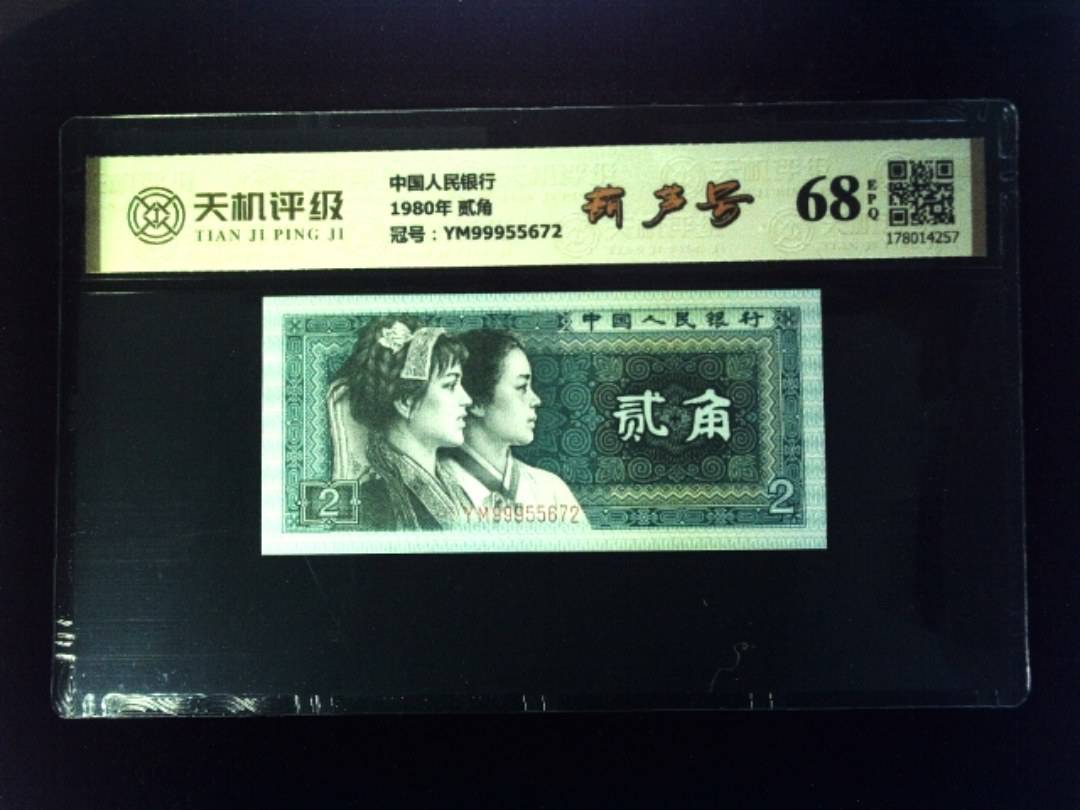 天机评级
TIAN JI PING JI
中国人民银行
1980年 贰角
冠号：YM99955672
葫芦号
68
EPQ
178014257
中国人民银行
贰角
2
2
YM99955672